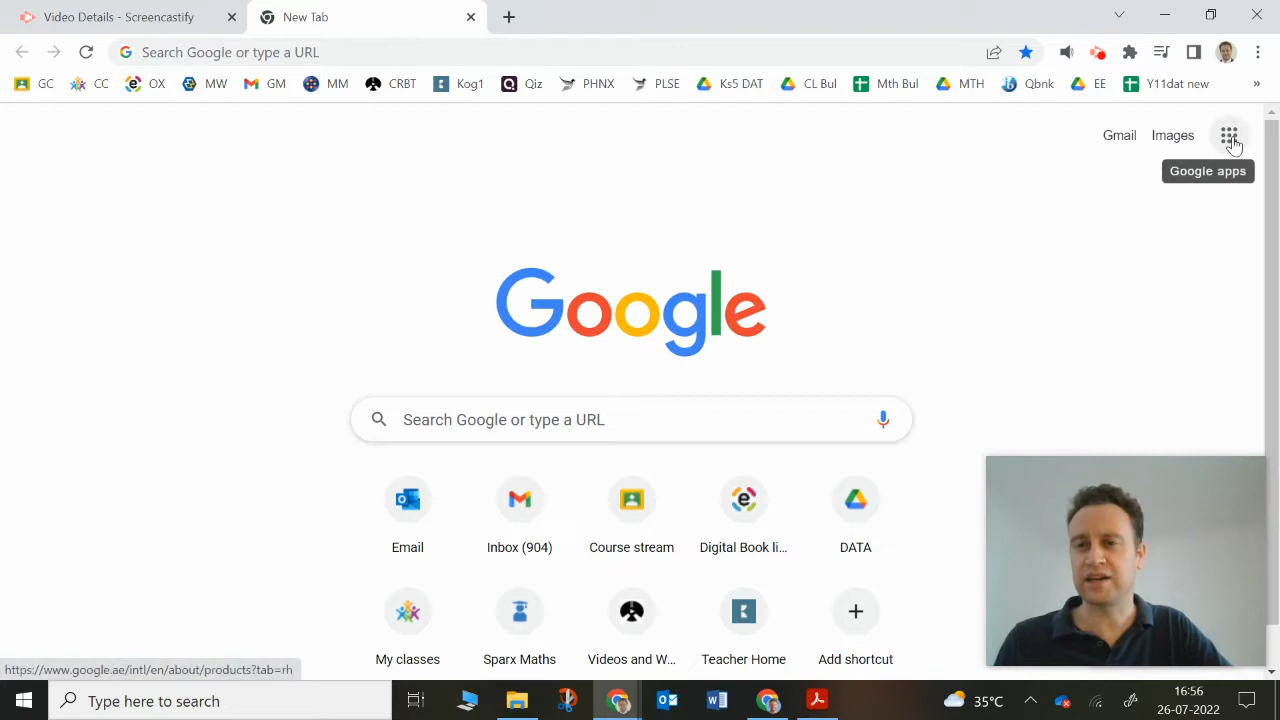 Video Details - Screencastify
New Tab
Search Google or type a URL
GC CC OX MW GM MM CRBT Kog1 Qiz PHNX PLSE Ks5 DAT CL Bul Mth Bul MTH Qbnk EE Y11dat new »
Gmail Images
Google apps
Google
Search Google or type a URL
Email Inbox (904) Course stream Digital Book li... DATA
My classes Sparx Maths Videos and W... Teacher Home Add shortcut
https://www.google.ae/intl/en/about/products?tab=rh
Type here to search
35°C
16:56
26-07-2022